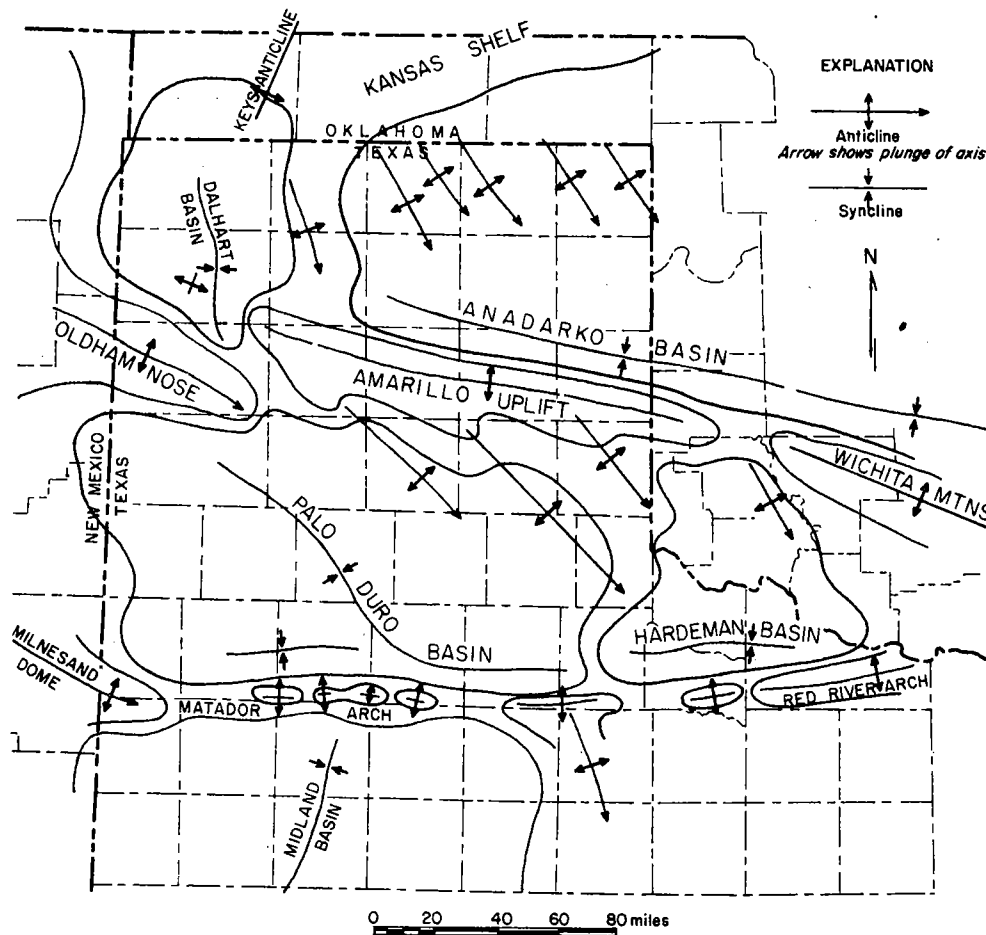 KANSAS SHELF
KEYS ANTICLINE
EXPLANATION
Anticline
Arrow shows plunge of axis
Syncline
N
OKLAHOMA
TEXAS
DALHART
BASIN
ANADARKO BASIN
OLDHAM NOSE
AMARILLO UPLIFT
WICHITA MTNS
NEW MEXICO
TEXAS
PALO DURO BASIN
HARDEMAN BASIN
MILNESAND
DOME
MATADOR ARCH
RED RIVER ARCH
MIDLAND
BASIN
0 20 40 60 80 miles